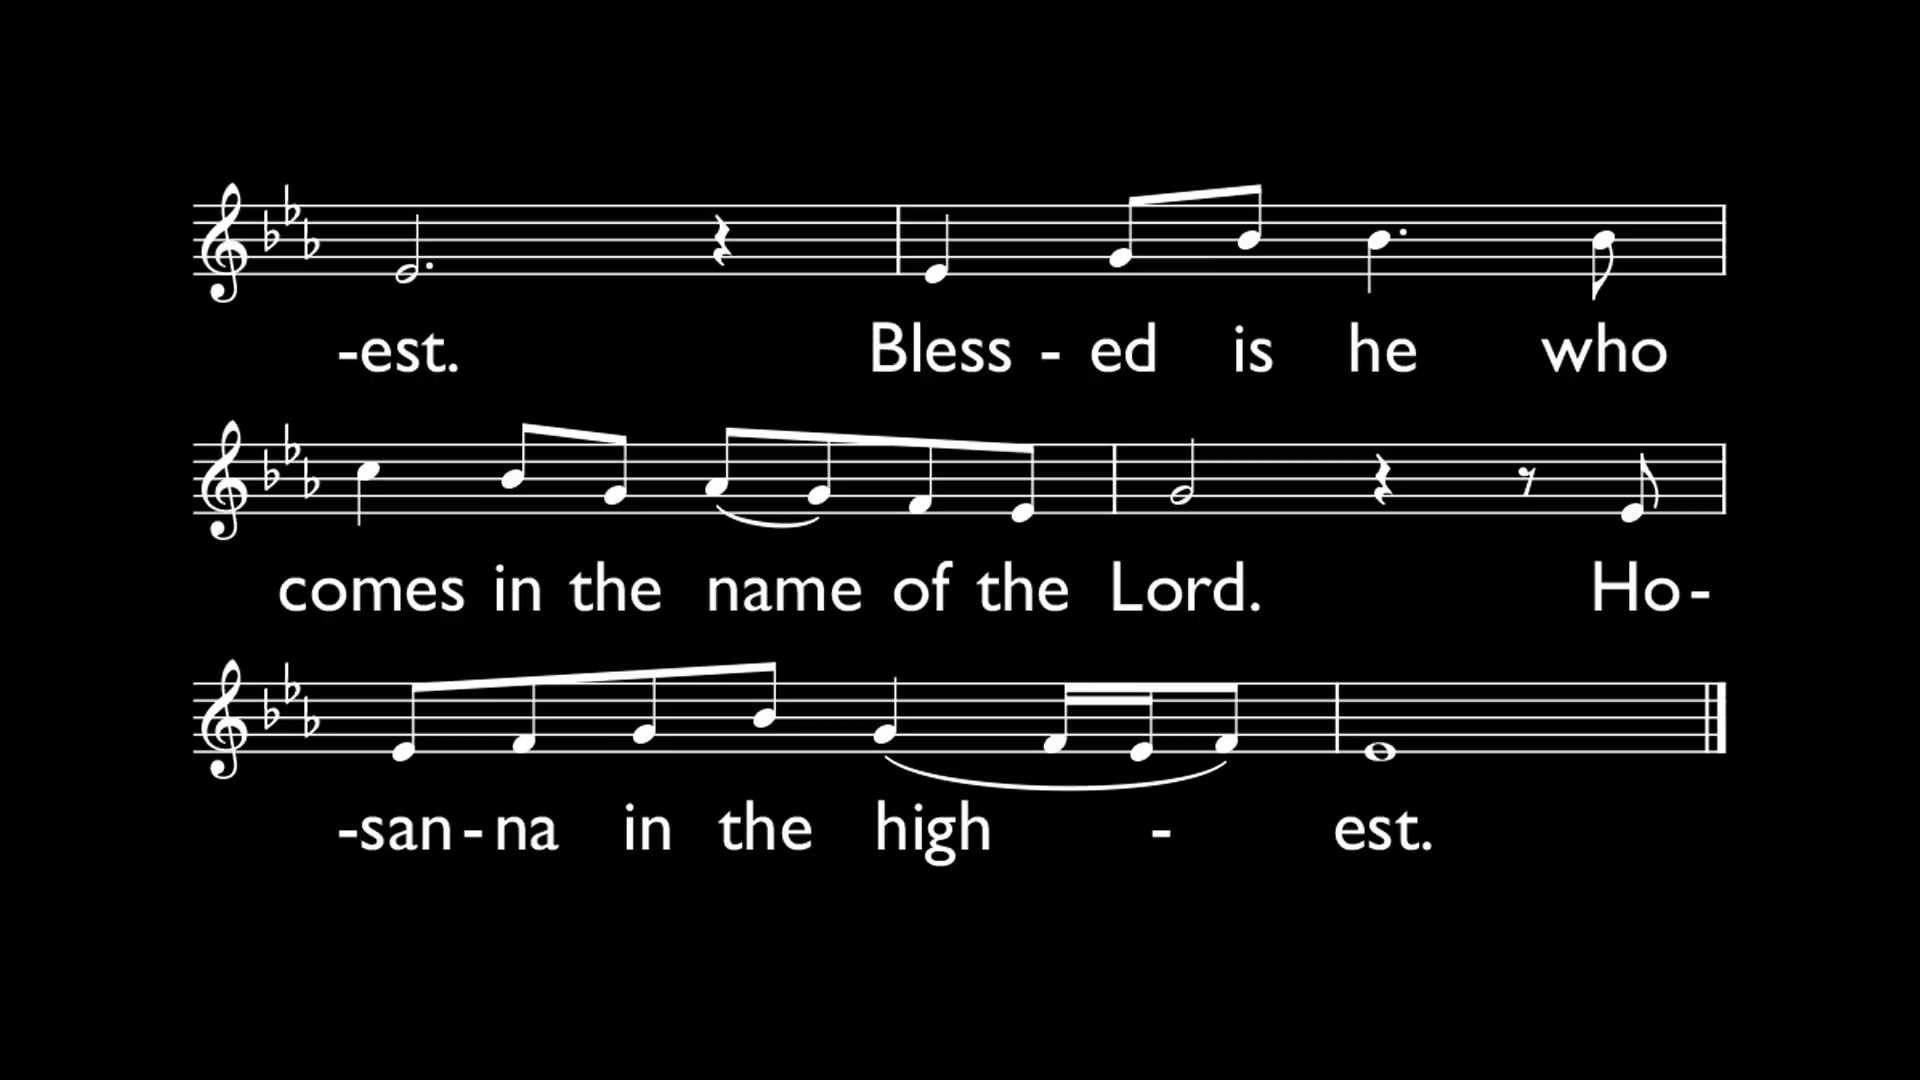 -est. Bless - ed is he who
comes in the name of the Lord. Ho-
-san-na in the high - est.